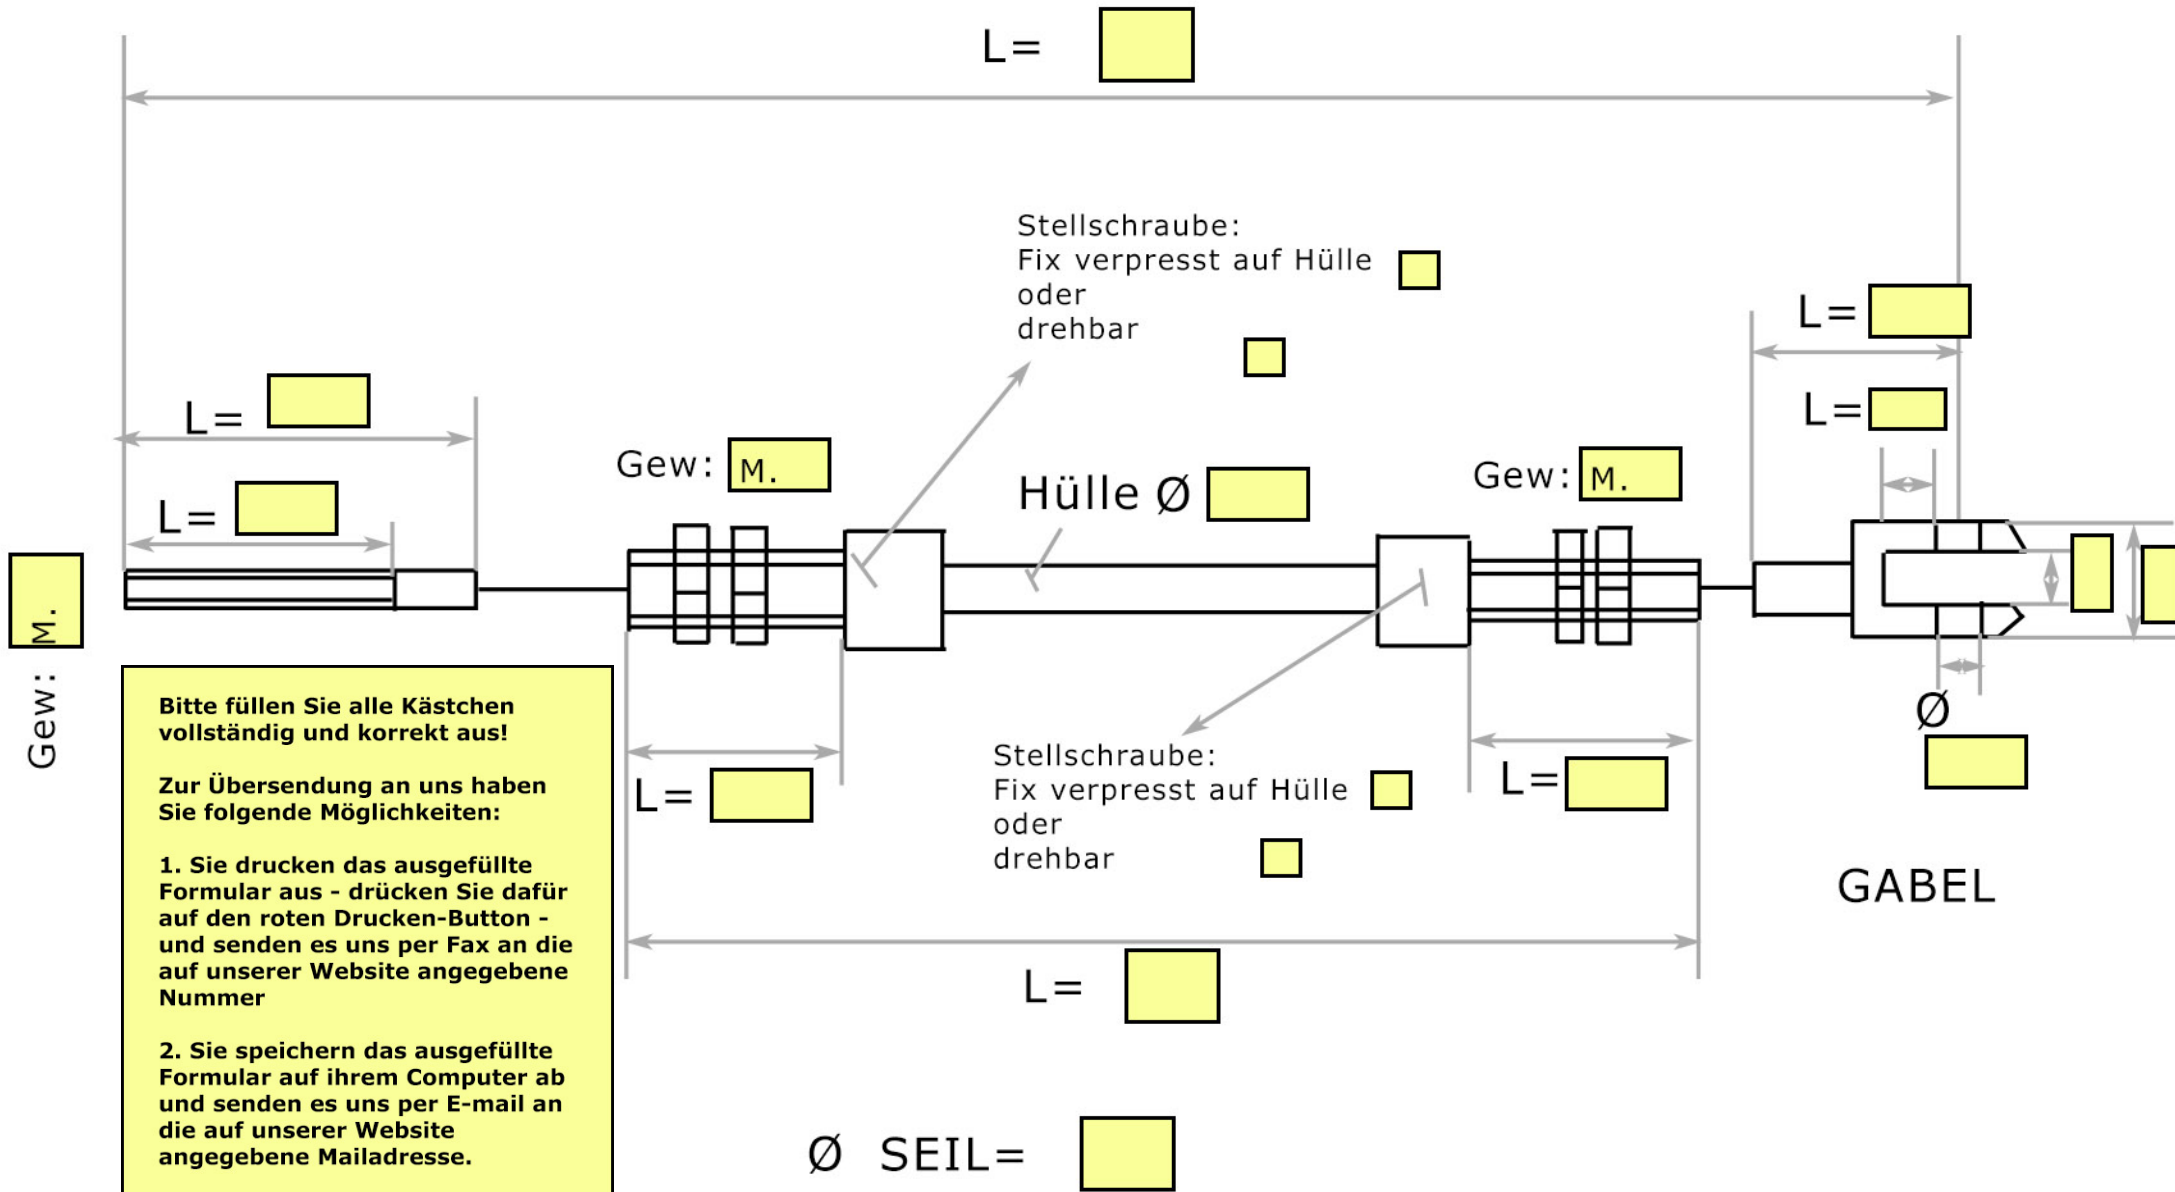 L=
Stellschraube:
Fix verpresst auf Hülle
oder
drehbar
L=
L=
L=
L=
Gew: M.
Hülle Ø
Gew: M.
Gew: M.
Ø
Stellschraube:
Fix verpresst auf Hülle
oder
drehbar
L=
L=
GABEL
L=
Ø SEIL=
Bitte füllen Sie alle Kästchen
vollständig und korrekt aus!
Zur Übersendung an uns haben
Sie folgende Möglichkeiten:
1. Sie drucken das ausgefüllte
Formular aus - drücken Sie dafür
auf den roten Drucken-Button -
und senden es uns per Fax an die
auf unserer Website angegebene
Nummer
2. Sie speichern das ausgefüllte
Formular auf ihrem Computer ab
und senden es uns per E-mail an
die auf unserer Website
angegebene Mailadresse.